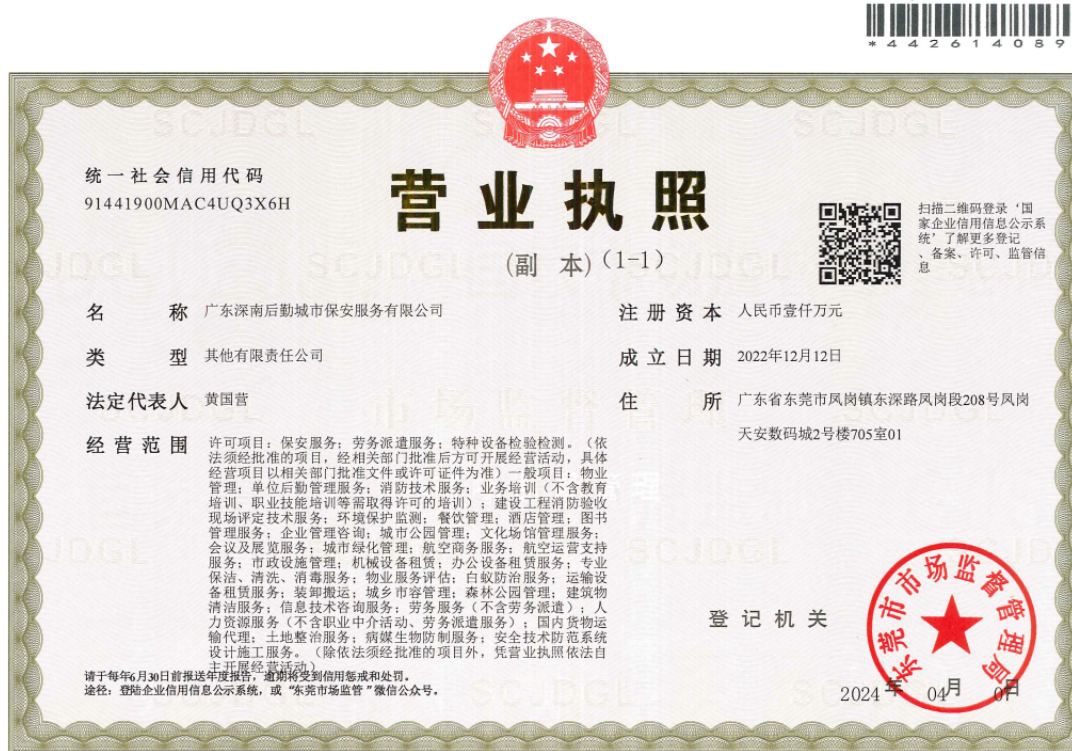 *442614089
统一社会信用代码
91441900MAC4UQ3X6H
营业执照
(副 本)(1-1)
扫描二维码登录‘国
家企业信用信息公示系
统’了解更多登记
、备案、许可、监管信
息
名 称 广东深南后勤城市保安服务有限公司
注册资本 人民币壹仟万元
类 型 其他有限责任公司
成立日期 2022年12月12日
法定代表人 黄国营
住 所 广东省东莞市凤岗镇东深路凤岗段208号凤岗
天安数码城2号楼705室01
经营范围 许可项目：保安服务；劳务派遣服务；特种设备检验检测。（依
法须经批准的项目，经相关部门批准后方可开展经营活动，具体
经营项目以相关部门批准文件或许可证件为准）一般项目：物业
管理；单位后勤管理服务；消防技术服务；业务培训（不含教育
培训、职业技能培训等需取得许可的培训）；建设工程消防验收
现场评定技术服务；环境保护监测；餐饮管理；酒店管理；图书
管理服务；企业管理咨询；城市公园管理；文化场馆管理服务；
会议及展览服务；城市绿化管理；航空商务服务；航空运营支持
服务；市政设施管理；机械设备租赁；办公设备租赁服务；专业
保洁、清洗、消毒服务；物业服务评估；白蚁防治服务；运输设
备租赁服务；装卸搬运；城乡市容管理；森林公园管理；建筑物
清洁服务；信息技术咨询服务；劳务服务（不含劳务派遣）；人
力资源服务（不含职业中介活动、劳务派遣服务）；国内货物运
输代理；土地整治服务；病媒生物防制服务；安全技术防范系统
设计施工服务。（除依法须经批准的项目外，凭营业执照依法自
主开展经营活动）
请于每年6月30日前报送年度报告，逾期将受到信用惩戒和处罚。
途径：登陆企业信用信息公示系统，或“东莞市场监管”微信公众号。
登记机关
东莞市市场监督管理局
2024 年 04月 0日
SCJDGL
市场监督管理